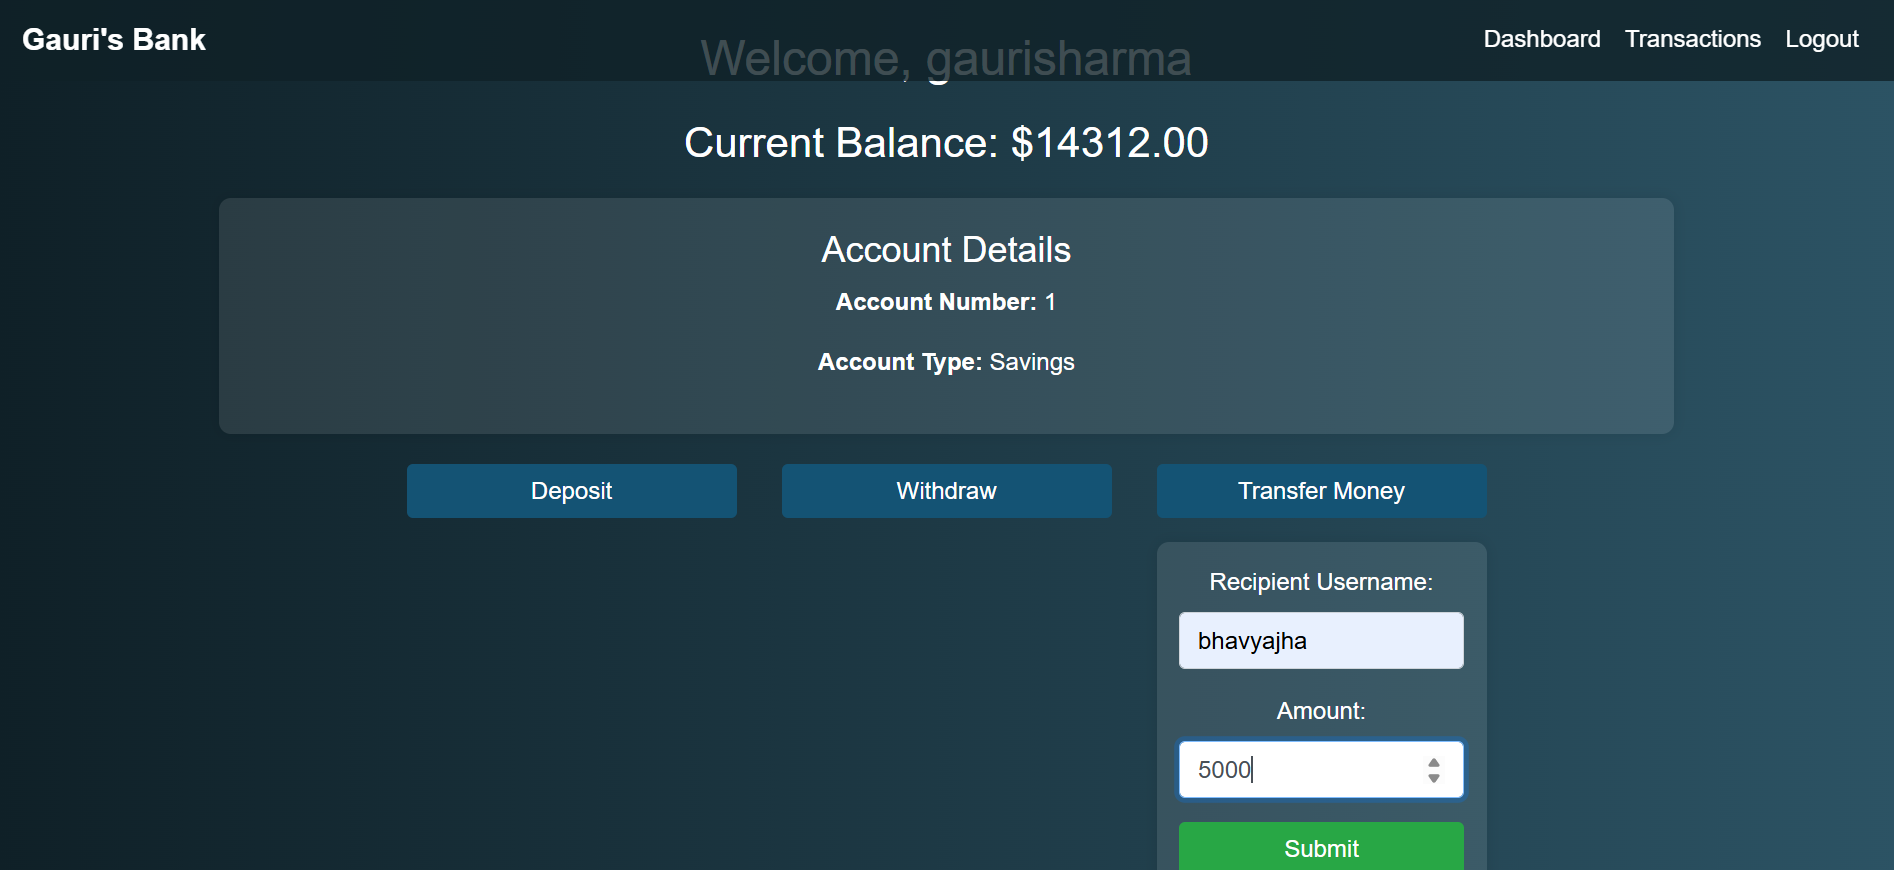 Gauri's Bank
Dashboard Transactions Logout
Welcome, gaurisharma
Current Balance: $14312.00
Account Details
Account Number: 1
Account Type: Savings
Deposit Withdraw Transfer Money
Recipient Username:
bhavyajha
Amount:
5000
Submit